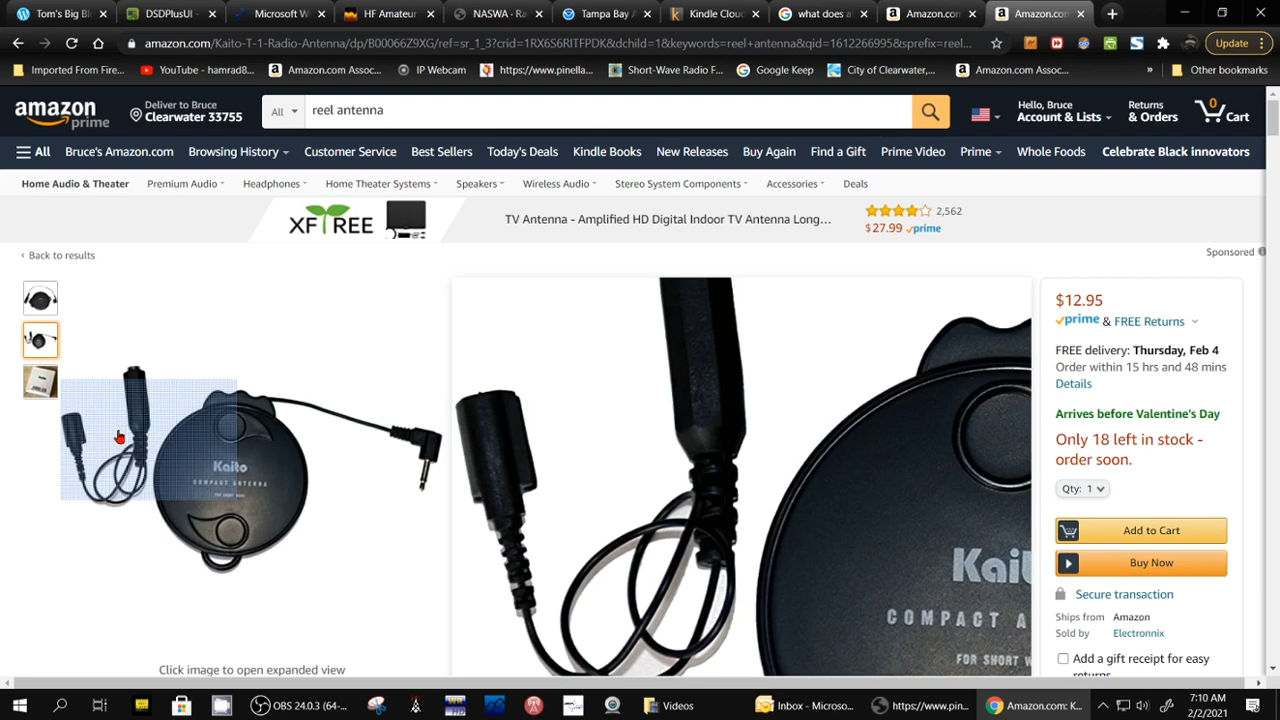 Tom's Big Bl
DSDPlusUI -
Microsoft W
HF Amateur
NASWA - Ra
Tampa Bay A
Kindle Cloud
what does a
Amazon.com
Amazon.com
amazon.com/Kaito-T-1-Radio-Antenna/dp/B00066Z9XG/ref=sr_1_3?crid=1RX6S6RITFPDK&dchild=1&keywords=reel+antenna&qid=1612266995&sprefix=reel...
Update
Imported From Fire...
YouTube - hamrad8...
Amazon.com Assoc...
IP Webcam
https://www.pinella...
Short-Wave Radio F...
Google Keep
City of Clearwater,...
Amazon.com Assoc...
»
Other bookmarks
amazon prime
Deliver to Bruce
Clearwater 33755
All
reel antenna
Hello, Bruce
Account & Lists
Returns
& Orders
0
Cart
All
Bruce's Amazon.com
Browsing History
Customer Service
Best Sellers
Today's Deals
Kindle Books
New Releases
Buy Again
Find a Gift
Prime Video
Prime
Whole Foods
Celebrate Black innovators
Home Audio & Theater
Premium Audio
Headphones
Home Theater Systems
Speakers
Wireless Audio
Stereo System Components
Accessories
Deals
XFTREE
TV Antenna - Amplified HD Digital Indoor TV Antenna Long...
2,562
$27.99 prime
‹ Back to results
Sponsored
Kaito
COMPACT ANTENNA
FOR SHORT WAVE
Kait
COMPACT A
FOR SHORT W
Click image to open expanded view
$12.95
prime & FREE Returns
FREE delivery: Thursday, Feb 4
Order within 15 hrs and 48 mins
Details
Arrives before Valentine's Day
Only 18 left in stock -
order soon.
Qty: 1
Add to Cart
Buy Now
Secure transaction
Ships from Amazon
Sold by Electronnix
Add a gift receipt for easy
returns
OBS 24.0.3 (64-...
Videos
Inbox - Microso...
https://www.pin...
Amazon.com: K...
7:10 AM
2/2/2021